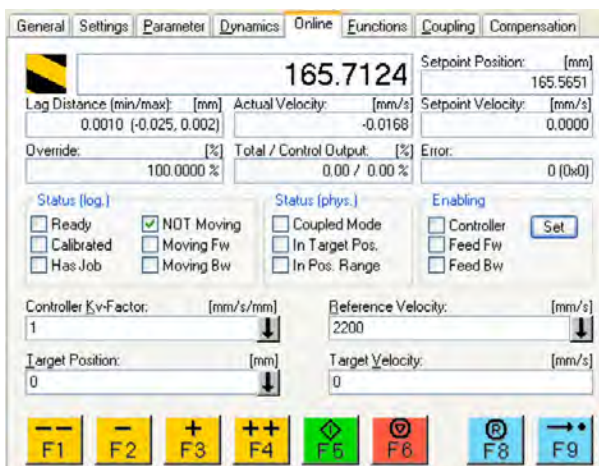 General Settings Parameter Dynamics Online Functions Coupling Compensation
165.7124
Setpoint Position: [mm]
165.5651
Lag Distance (min/max): [mm] Actual Velocity: [mm/s] Setpoint Velocity: [mm/s]
0.0010 (-0.025, 0.002) -0.0168 0.0000
Override: [%] Total / Control Output: [%] Error:
100.0000 % 0.00 / 0.00 % 0 (0x0)
Status (log.) Status (phys.) Enabling
Ready NOT Moving Coupled Mode Controller Set
Calibrated Moving Fw In Target Pos. Feed Fw
Has Job Moving Bw In Pos. Range Feed Bw
Controller Kv-Factor: [mm/s/mm] Reference Velocity: [mm/s]
1 2200
Target Position: [mm] Target Velocity: [mm/s]
0 0
-- - + ++ R
F1 F2 F3 F4 F5 F6 F8 F9